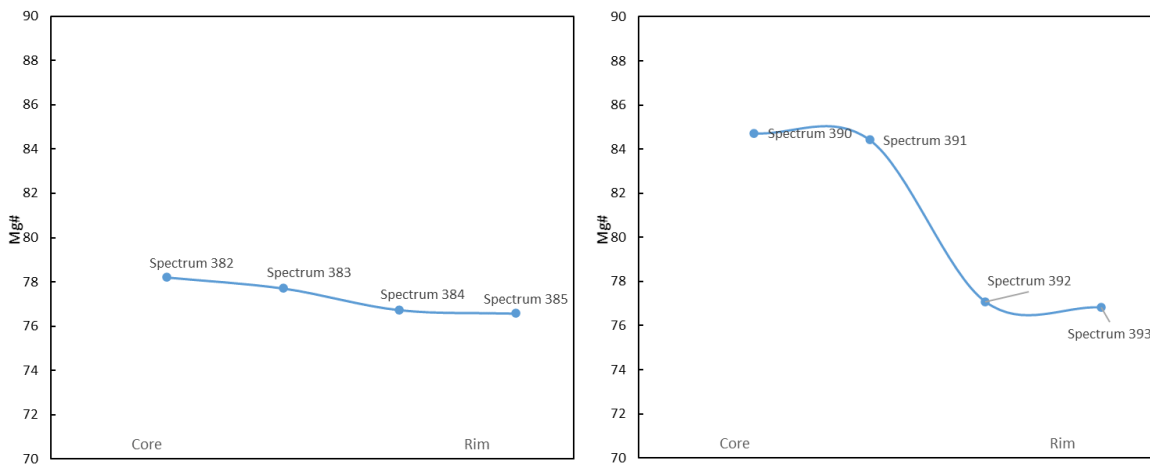 90
88
86
84
82
80
78
76
74
72
70
Mg#
Spectrum 382
Spectrum 383
Spectrum 384
Spectrum 385
Core
Rim
90
88
86
84
82
80
78
76
74
72
70
Mg#
Spectrum 390
Spectrum 391
Spectrum 392
Spectrum 393
Core
Rim